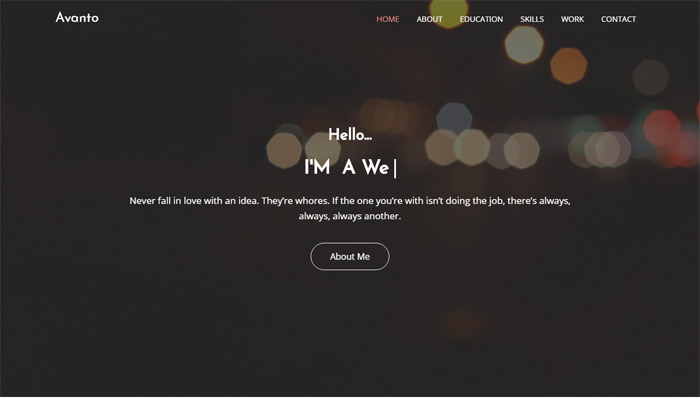 Avanto
HOME ABOUT EDUCATION SKILLS WORK CONTACT
Hello...
I'M A We|
Never fall in love with an idea. They're whores. If the one you're with isn't doing the job, there's always,
always, always another.
About Me